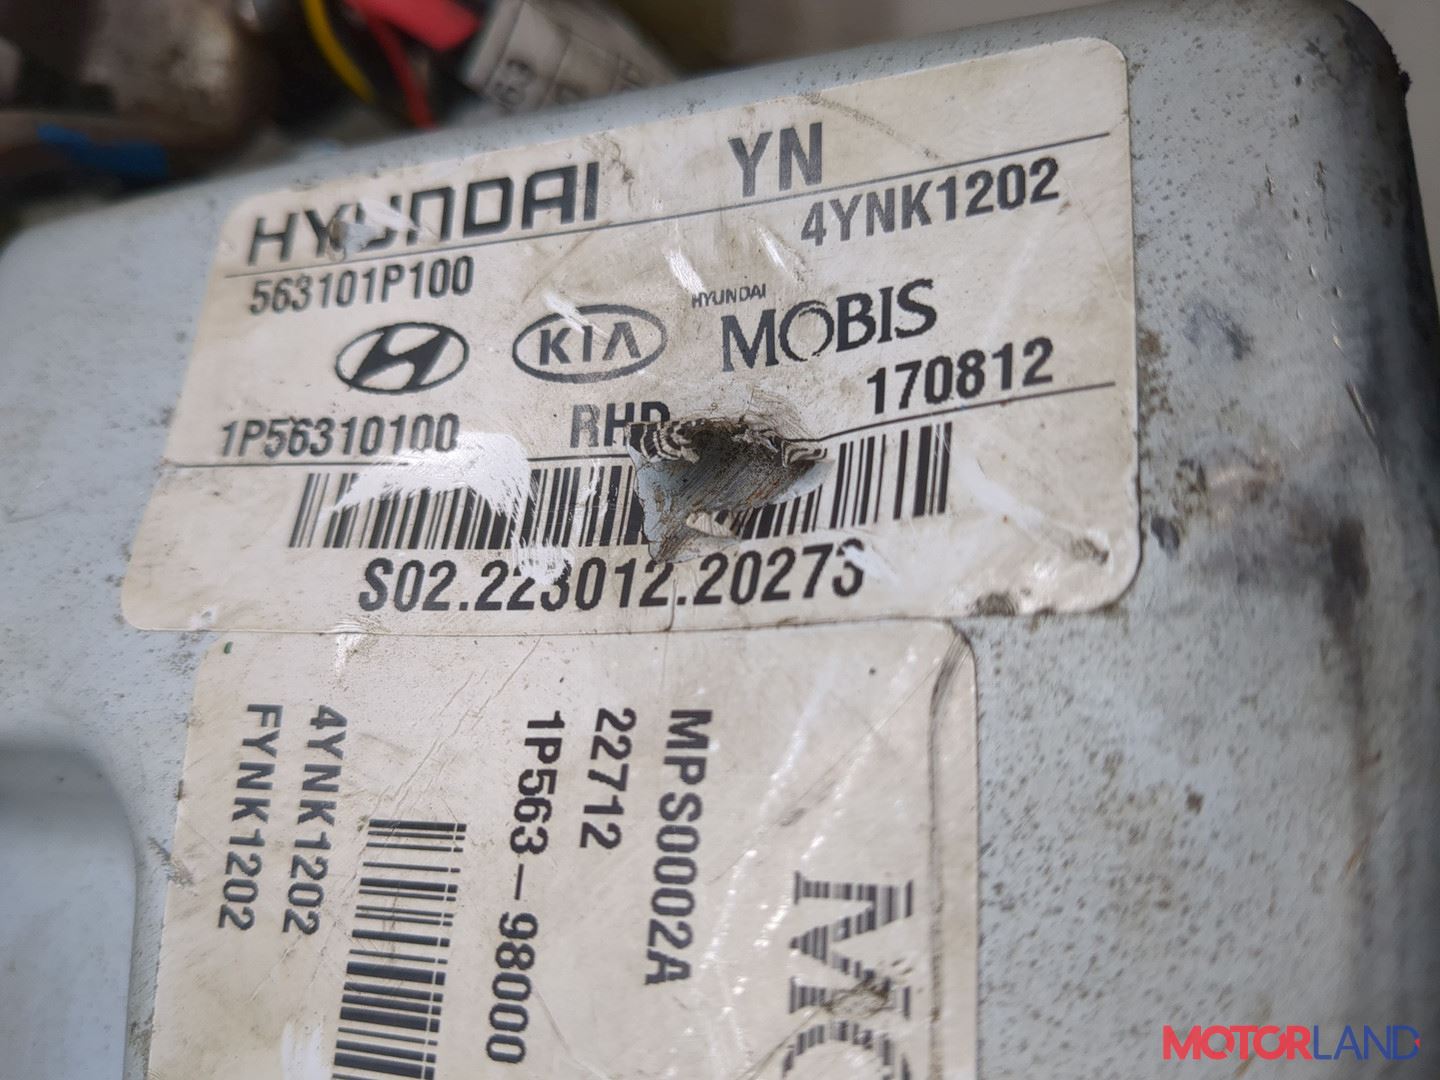 HYUNDAI YN
563101P100 4YNK1202
KIA HYUNDAI MOBIS
1P56310100 RHD 170812
S02.223012.20273
MPS0002A
22712
1P563-98000
4YNK1202
FYNK1202
MOTORLAND